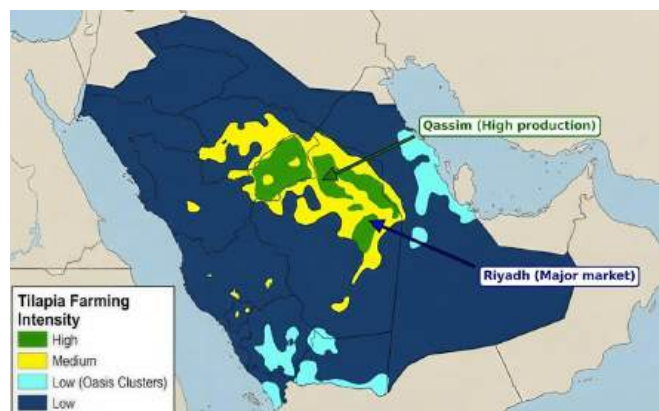 Qassim (High production)
Riyadh (Major market)
Tilapia Farming
Intensity
High
Medium
Low (Oasis Clusters)
Low